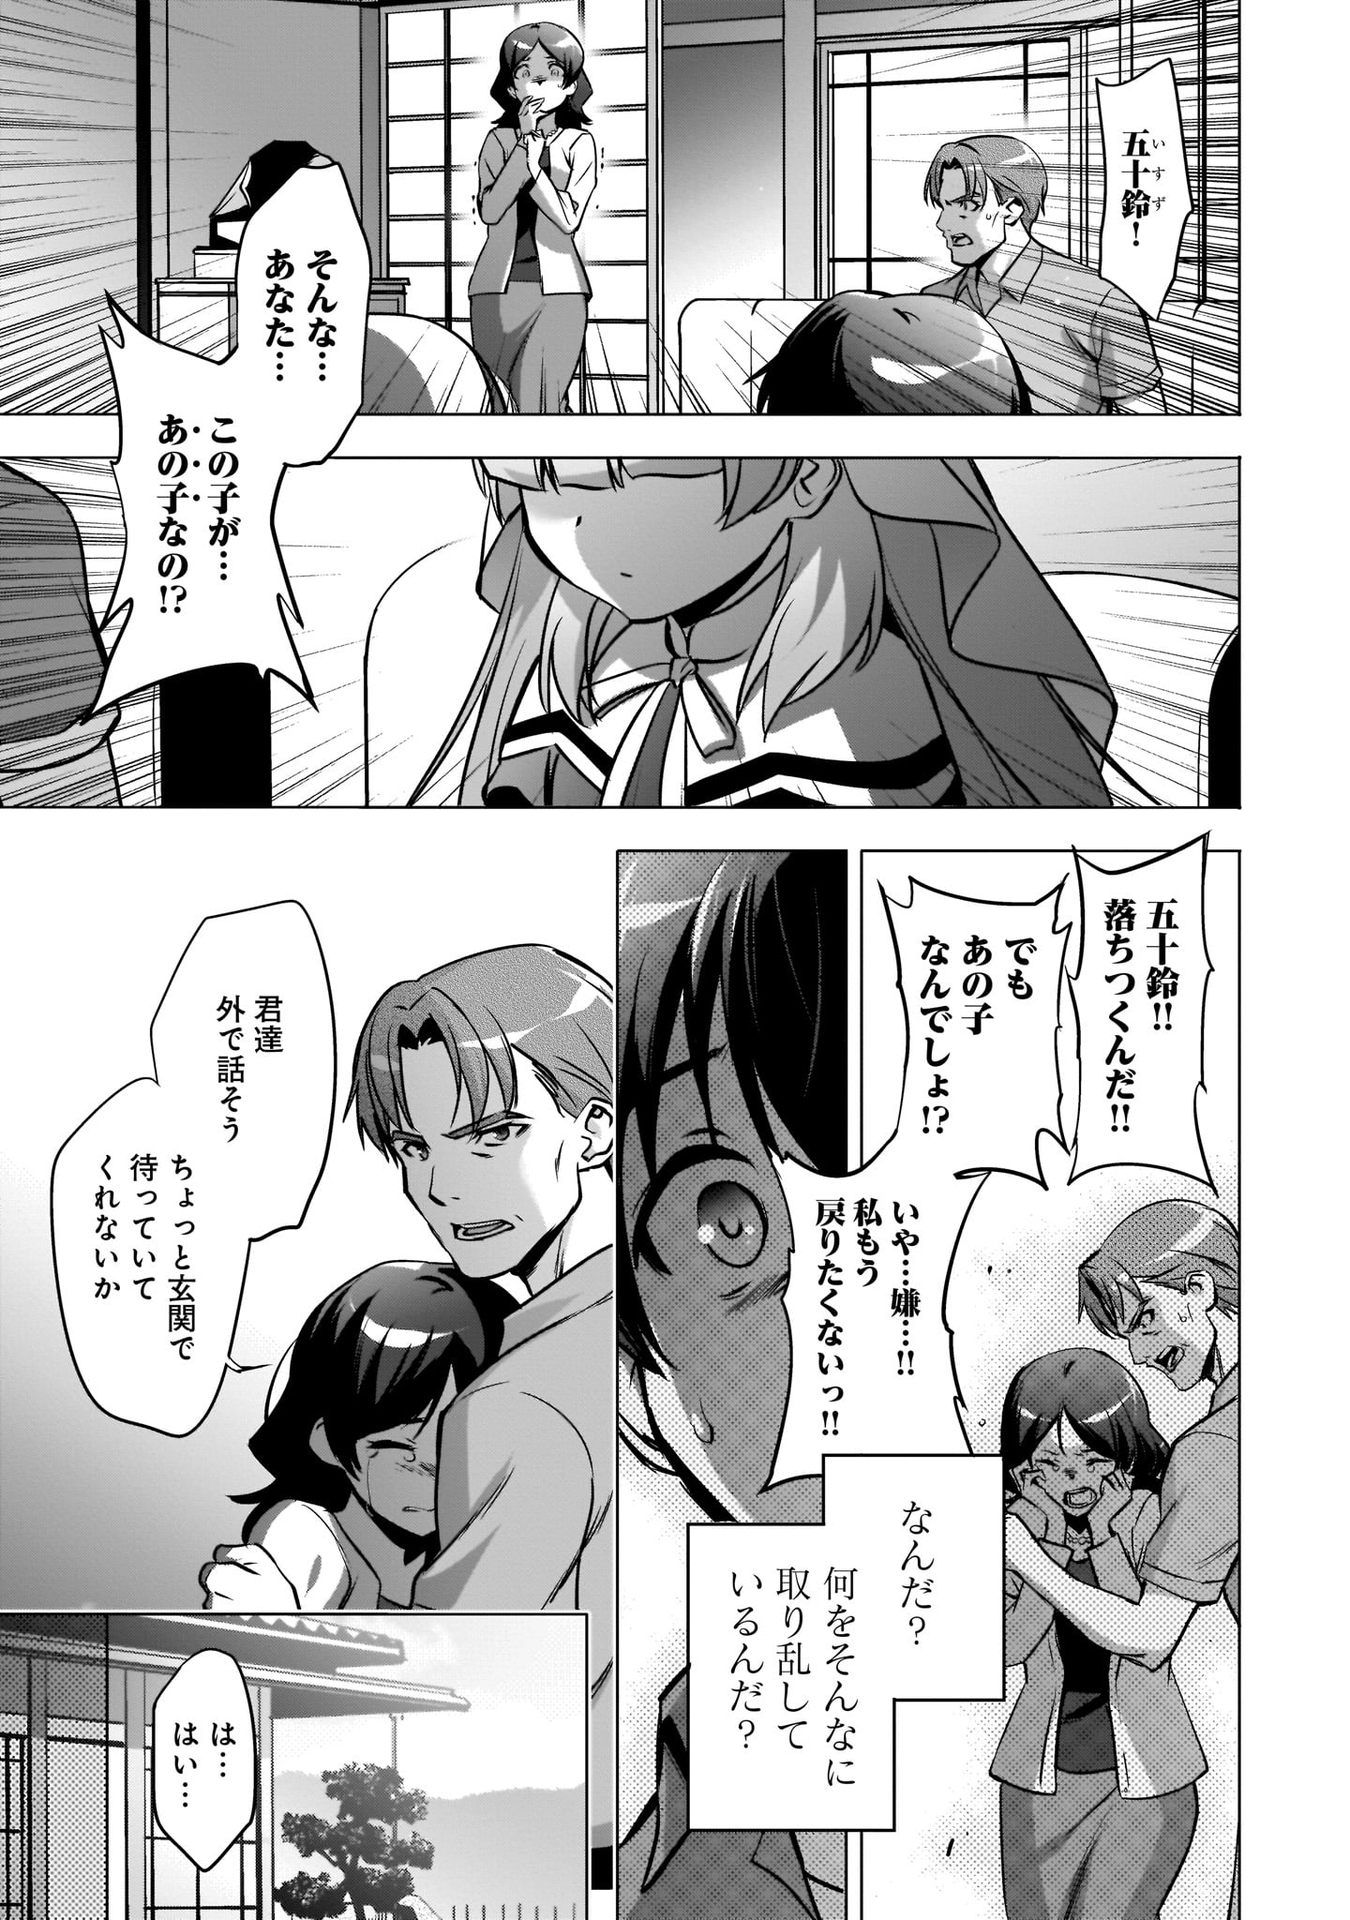 五十鈴!
いすず
そんな…
あなた…
この子が…
あの子なの!?
五十鈴!!
落ちつくんだ!!
でも
あの子
なんでしょ!?
いや…嫌…!!
私もう
戻りたくないっ!!
なんだ?
何をそんなに
取り乱して
いるんだ?
君達
外で話そう
ちょっと玄関で
待っていて
くれないか
は…
はい…